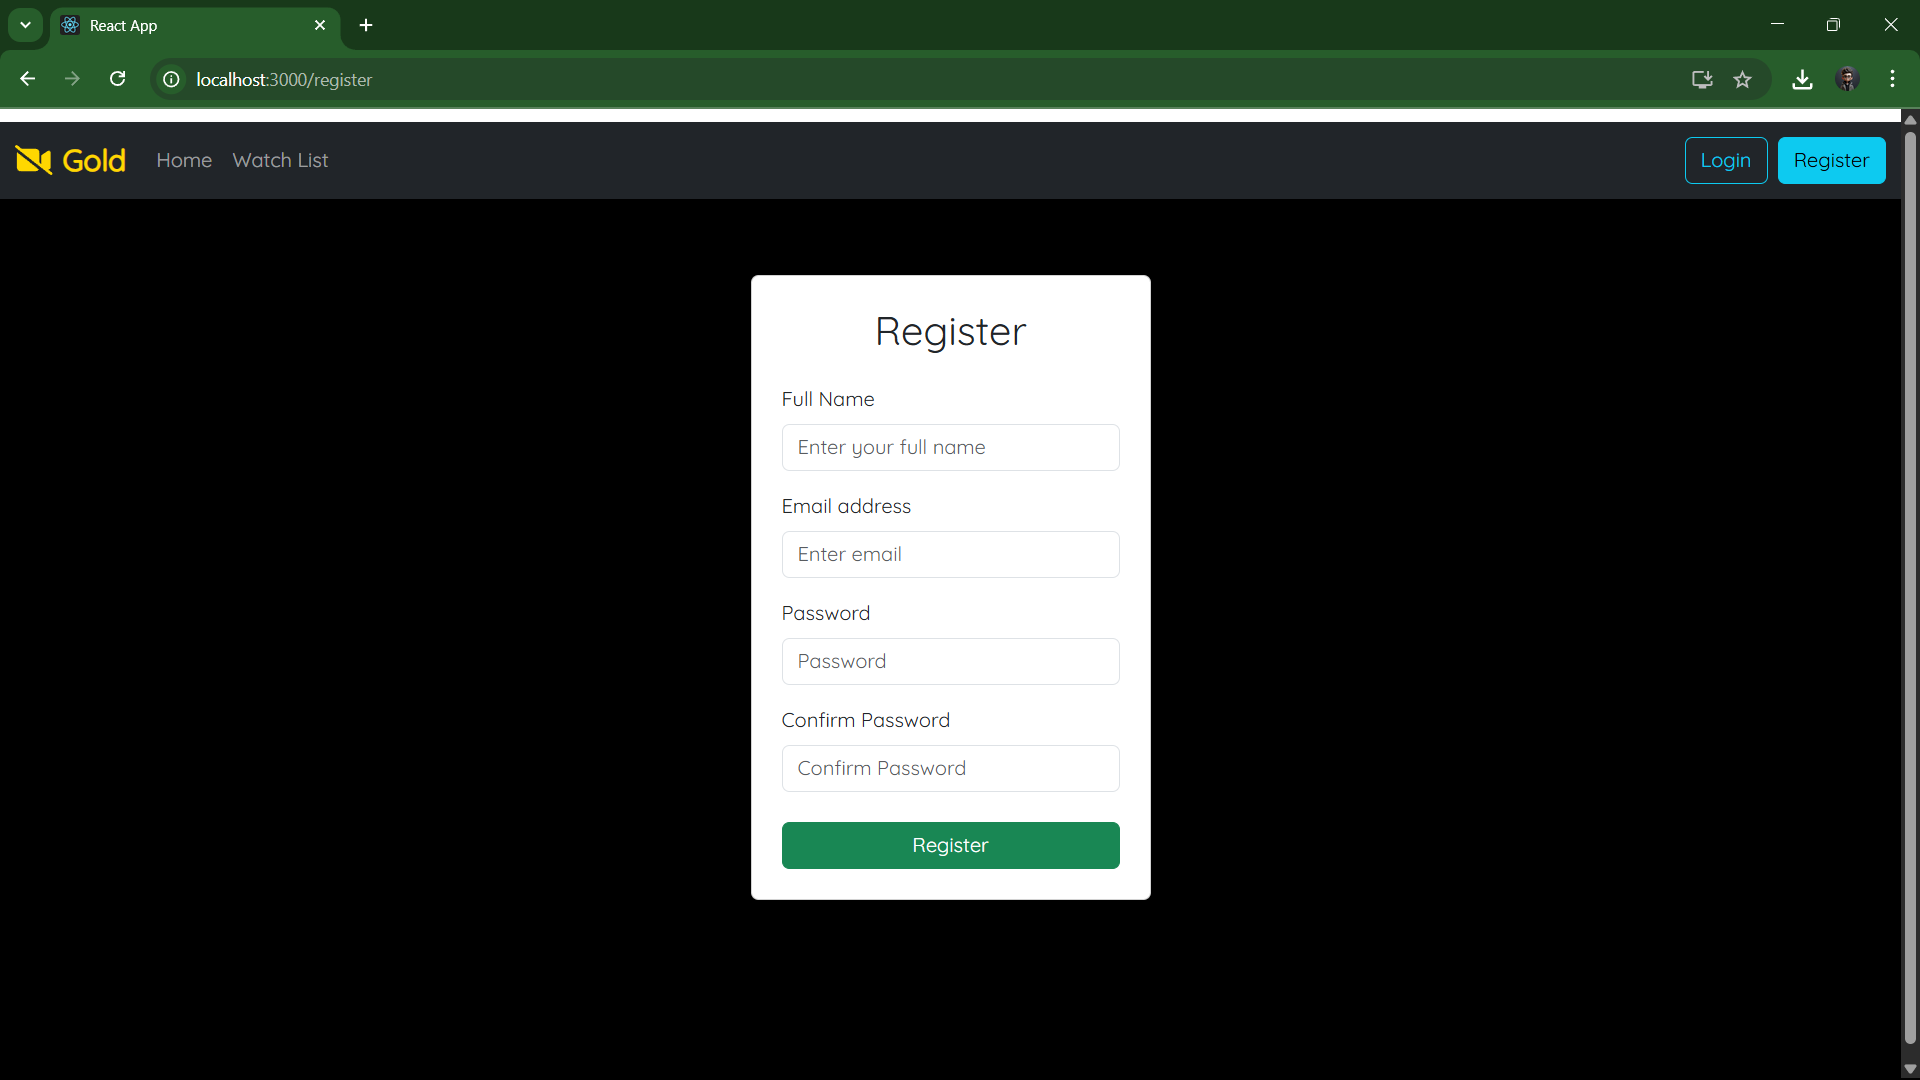 React App
localhost:3000/register
Gold Home Watch List Login Register
Register
Full Name
Enter your full name
Email address
Enter email
Password
Password
Confirm Password
Confirm Password
Register